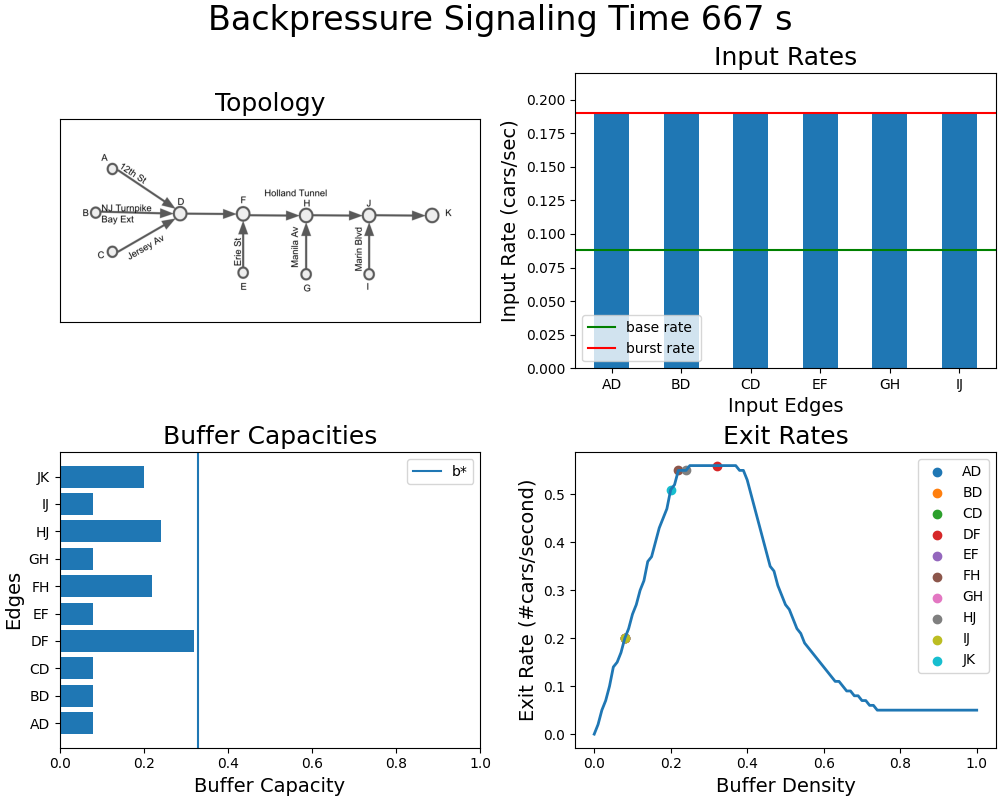 Backpressure Signaling Time 667 s
Topology
A
12th St
B
NJ Turnpike
Bay Ext
C
Jersey Av
D
F
Holland Tunnel
H
J
K
Erie St
Manila Av
Marin Blvd
E
G
I
Input Rates
Input Rate (cars/sec)
0.200
0.175
0.150
0.125
0.100
0.075
0.050
0.025
0.000
base rate
burst rate
AD BD CD EF GH IJ
Input Edges
Buffer Capacities
Edges
JK
IJ
HJ
GH
FH
EF
DF
CD
BD
AD
b*
0.0 0.2 0.4 0.6 0.8 1.0
Buffer Capacity
Exit Rates
Exit Rate (#cars/second)
0.5
0.4
0.3
0.2
0.1
0.0
AD
BD
CD
DF
EF
FH
GH
HJ
IJ
JK
0.0 0.2 0.4 0.6 0.8 1.0
Buffer Density